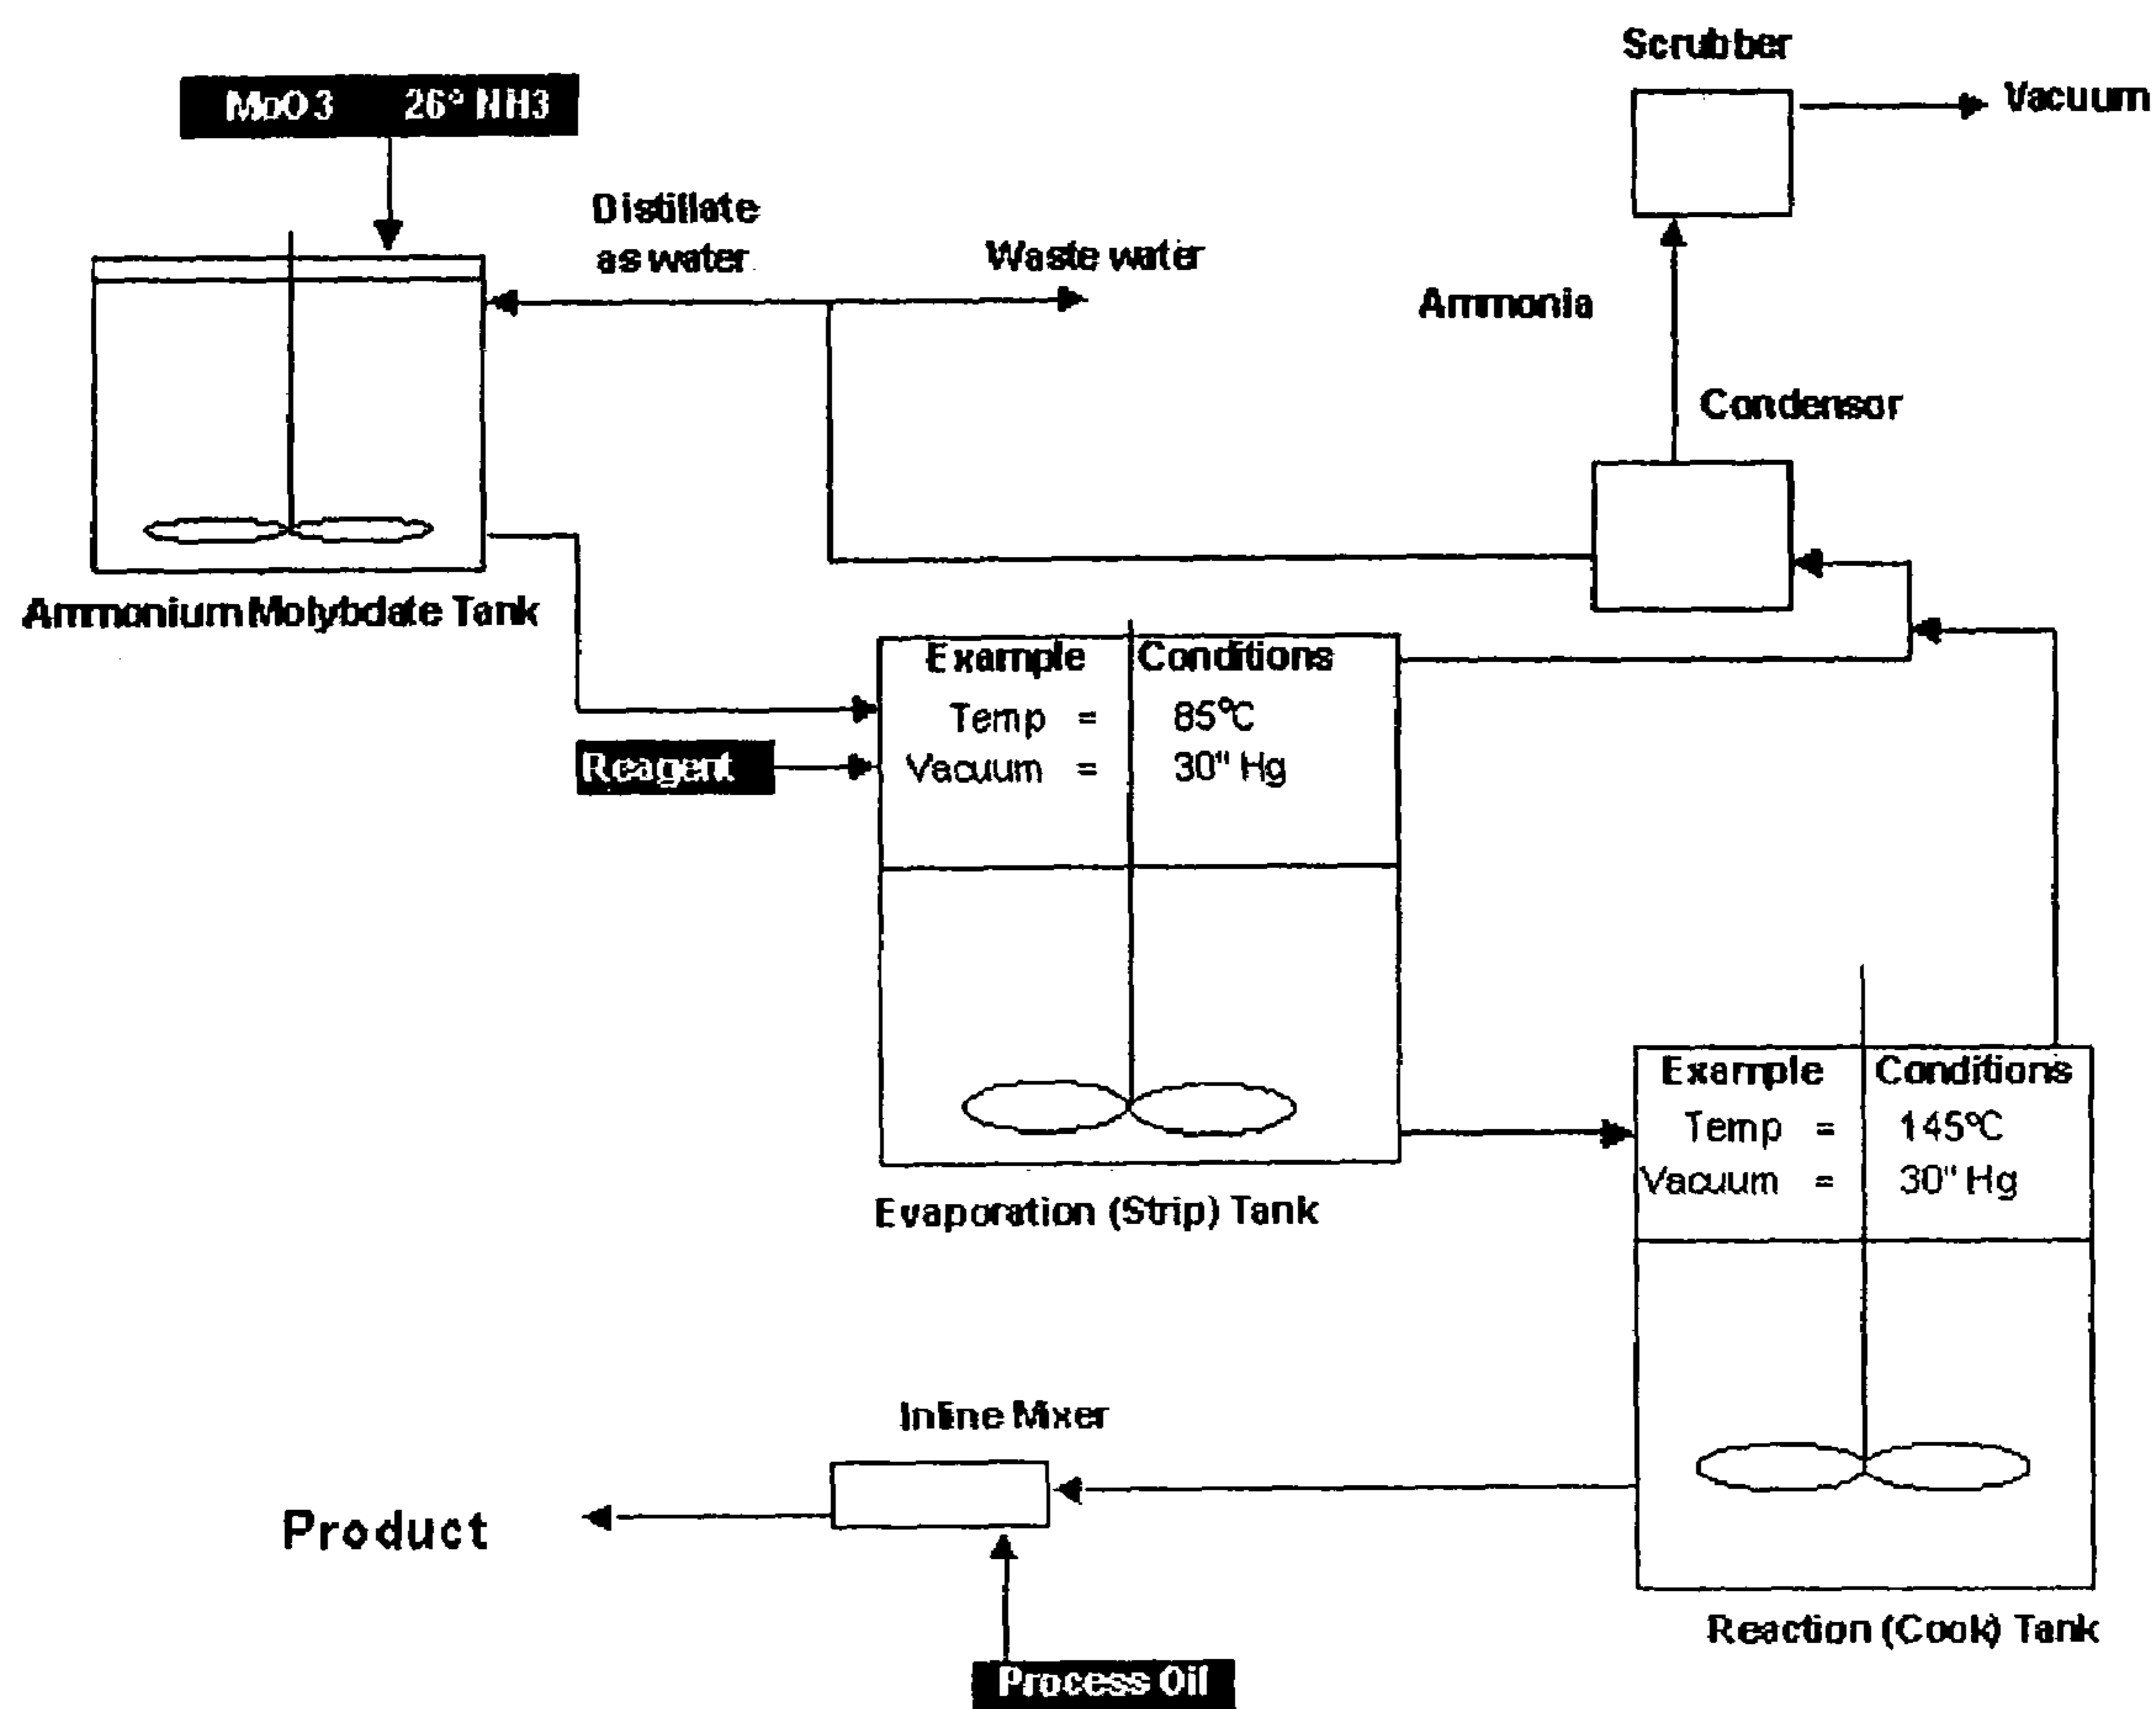 Scrubber
MoO3 26° NH3
Vacuum
Distillate
as water
Waste water
Ammonia
Condensor
Ammonium Molybdate Tank
Example Conditions
Temp = 85°C
Vacuum = 30" Hg
Reagent
Example Conditions
Temp = 145°C
Vacuum = 30" Hg
Evaporation (Strip) Tank
Inline Mixer
Product
Reaction (Cook) Tank
Process Oil